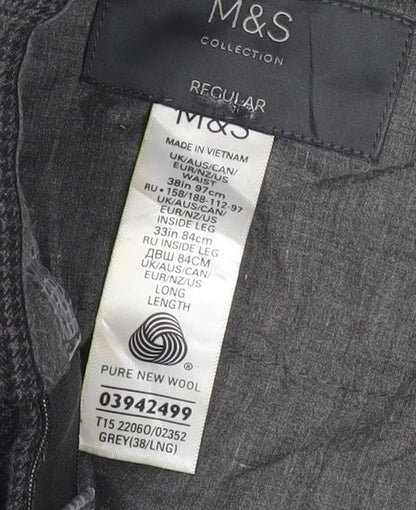 M&S
COLLECTION
REGULAR
M&S
MADE IN VIETNAM
UK/AUS/CAN/
EUR/NZ/US
WAIST
38in 97cm
RU • 158/188-112-97
UK/AUS/CAN/
EUR/NZ/US
INSIDE LEG
33in 84cm
RU INSIDE LEG
ДВШ 84CM
UK/AUS/CAN/
EUR/NZ/US
LONG
LENGTH
®
PURE NEW WOOL
03942499
T15 2206O/02352
GREY(38/LNG)